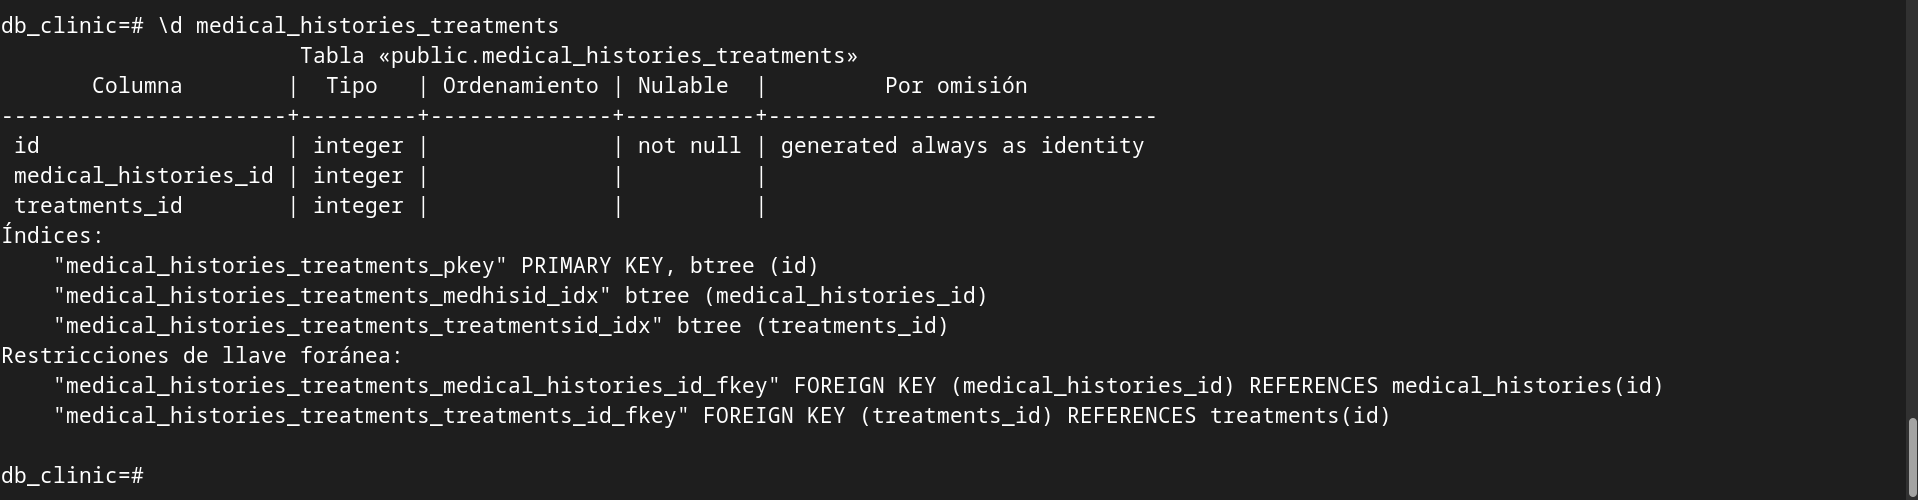 db_clinic=# \d medical_histories_treatments
                       Tabla «public.medical_histories_treatments»
       Columna        |  Tipo   | Ordenamiento | Nulable  |         Por omisión
----------------------+---------+--------------+----------+------------------------------
 id                   | integer |              | not null | generated always as identity
 medical_histories_id | integer |              |          |
 treatments_id        | integer |              |          |
Índices:
    "medical_histories_treatments_pkey" PRIMARY KEY, btree (id)
    "medical_histories_treatments_medhisid_idx" btree (medical_histories_id)
    "medical_histories_treatments_treatmentsid_idx" btree (treatments_id)
Restricciones de llave foránea:
    "medical_histories_treatments_medical_histories_id_fkey" FOREIGN KEY (medical_histories_id) REFERENCES medical_histories(id)
    "medical_histories_treatments_treatments_id_fkey" FOREIGN KEY (treatments_id) REFERENCES treatments(id)

db_clinic=#